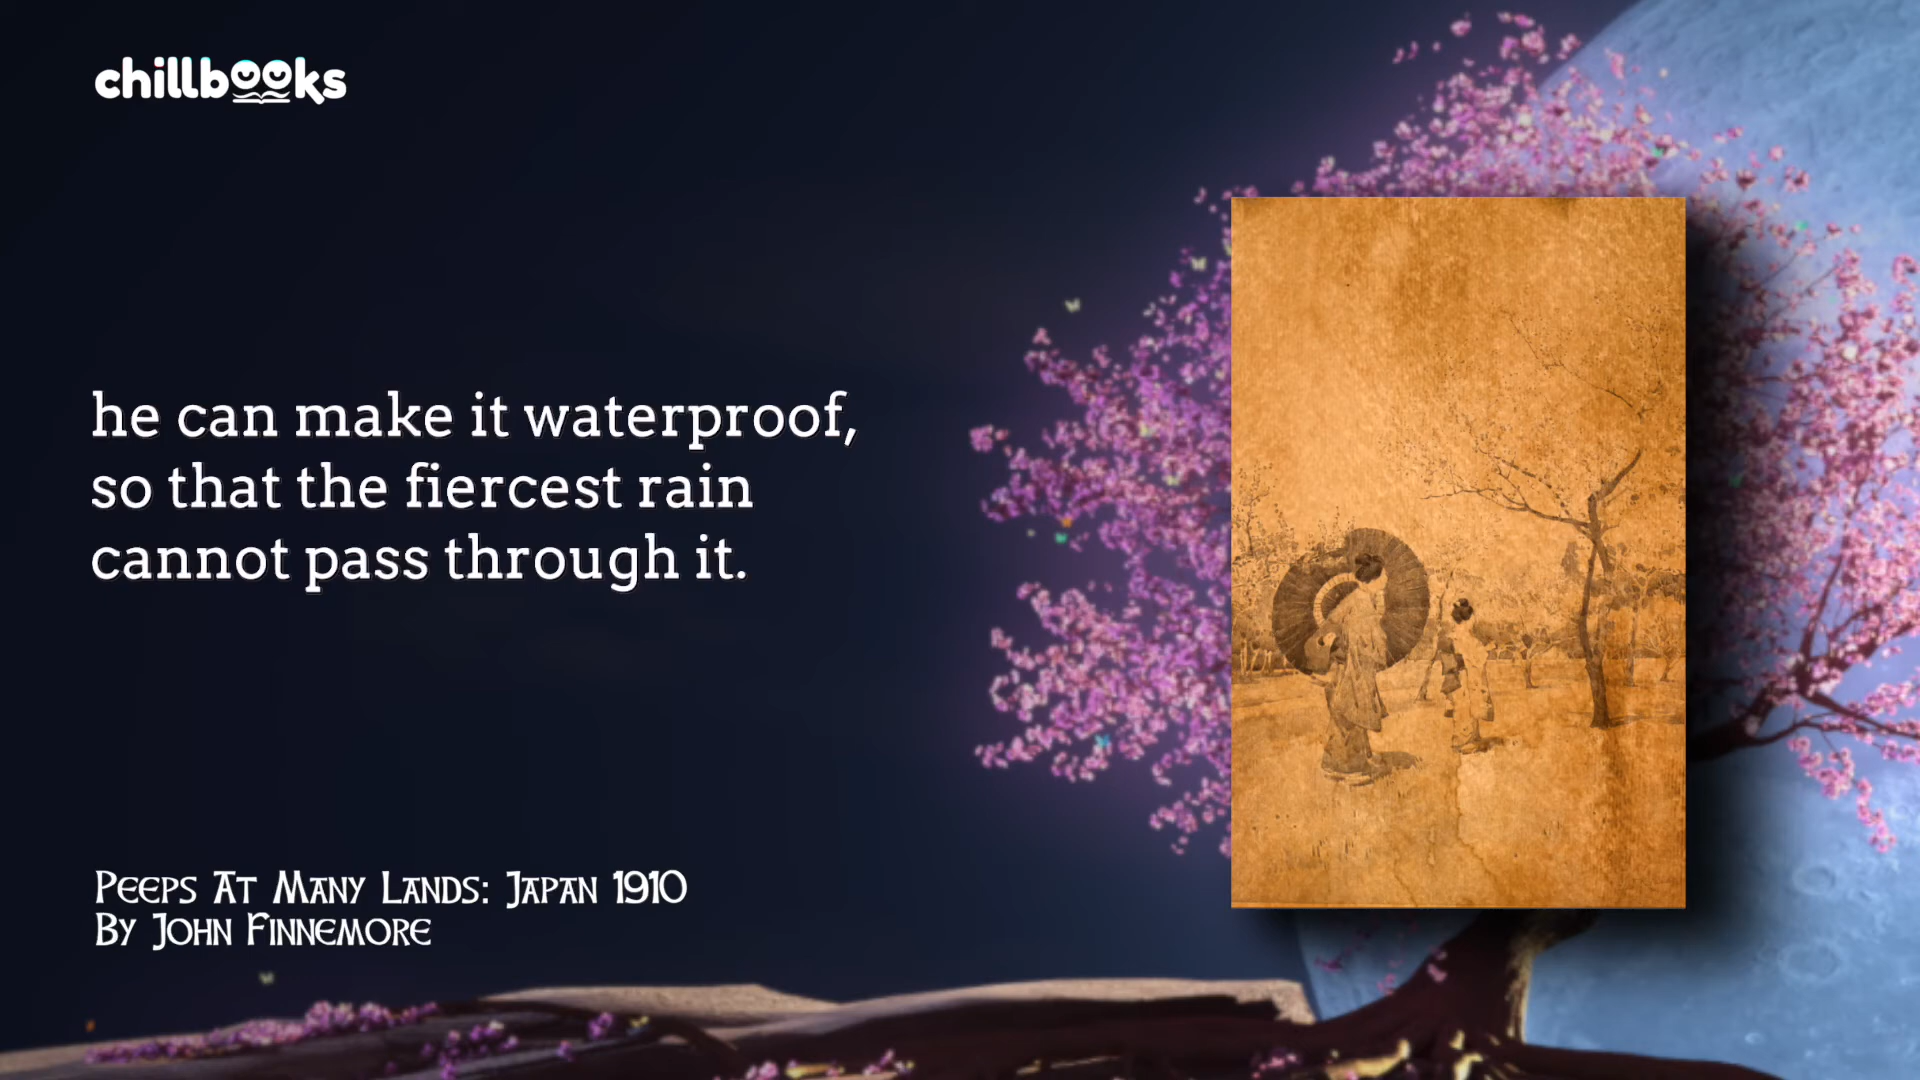 chillbooks
he can make it waterproof,
so that the fiercest rain
cannot pass through it.
Peeps At Many Lands: Japan 1910
By John Finnemore